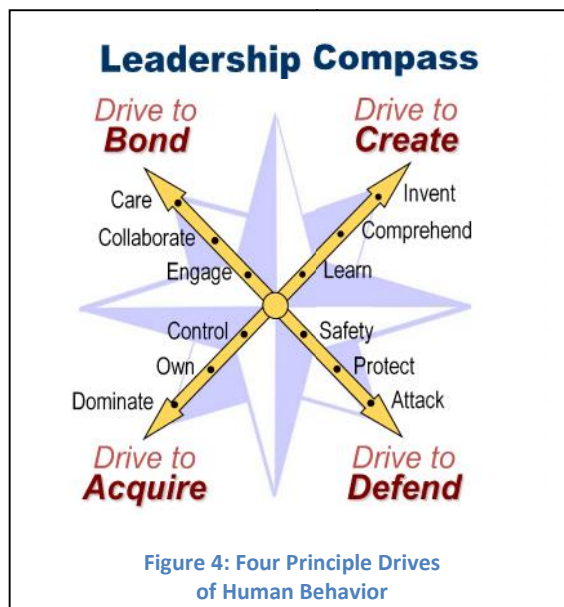 Leadership Compass
Drive to
Bond
Drive to
Create
Care
Collaborate
Engage
Invent
Comprehend
Learn
Control
Own
Dominate
Safety
Protect
Attack
Drive to
Acquire
Drive to
Defend
Figure 4: Four Principle Drives
of Human Behavior